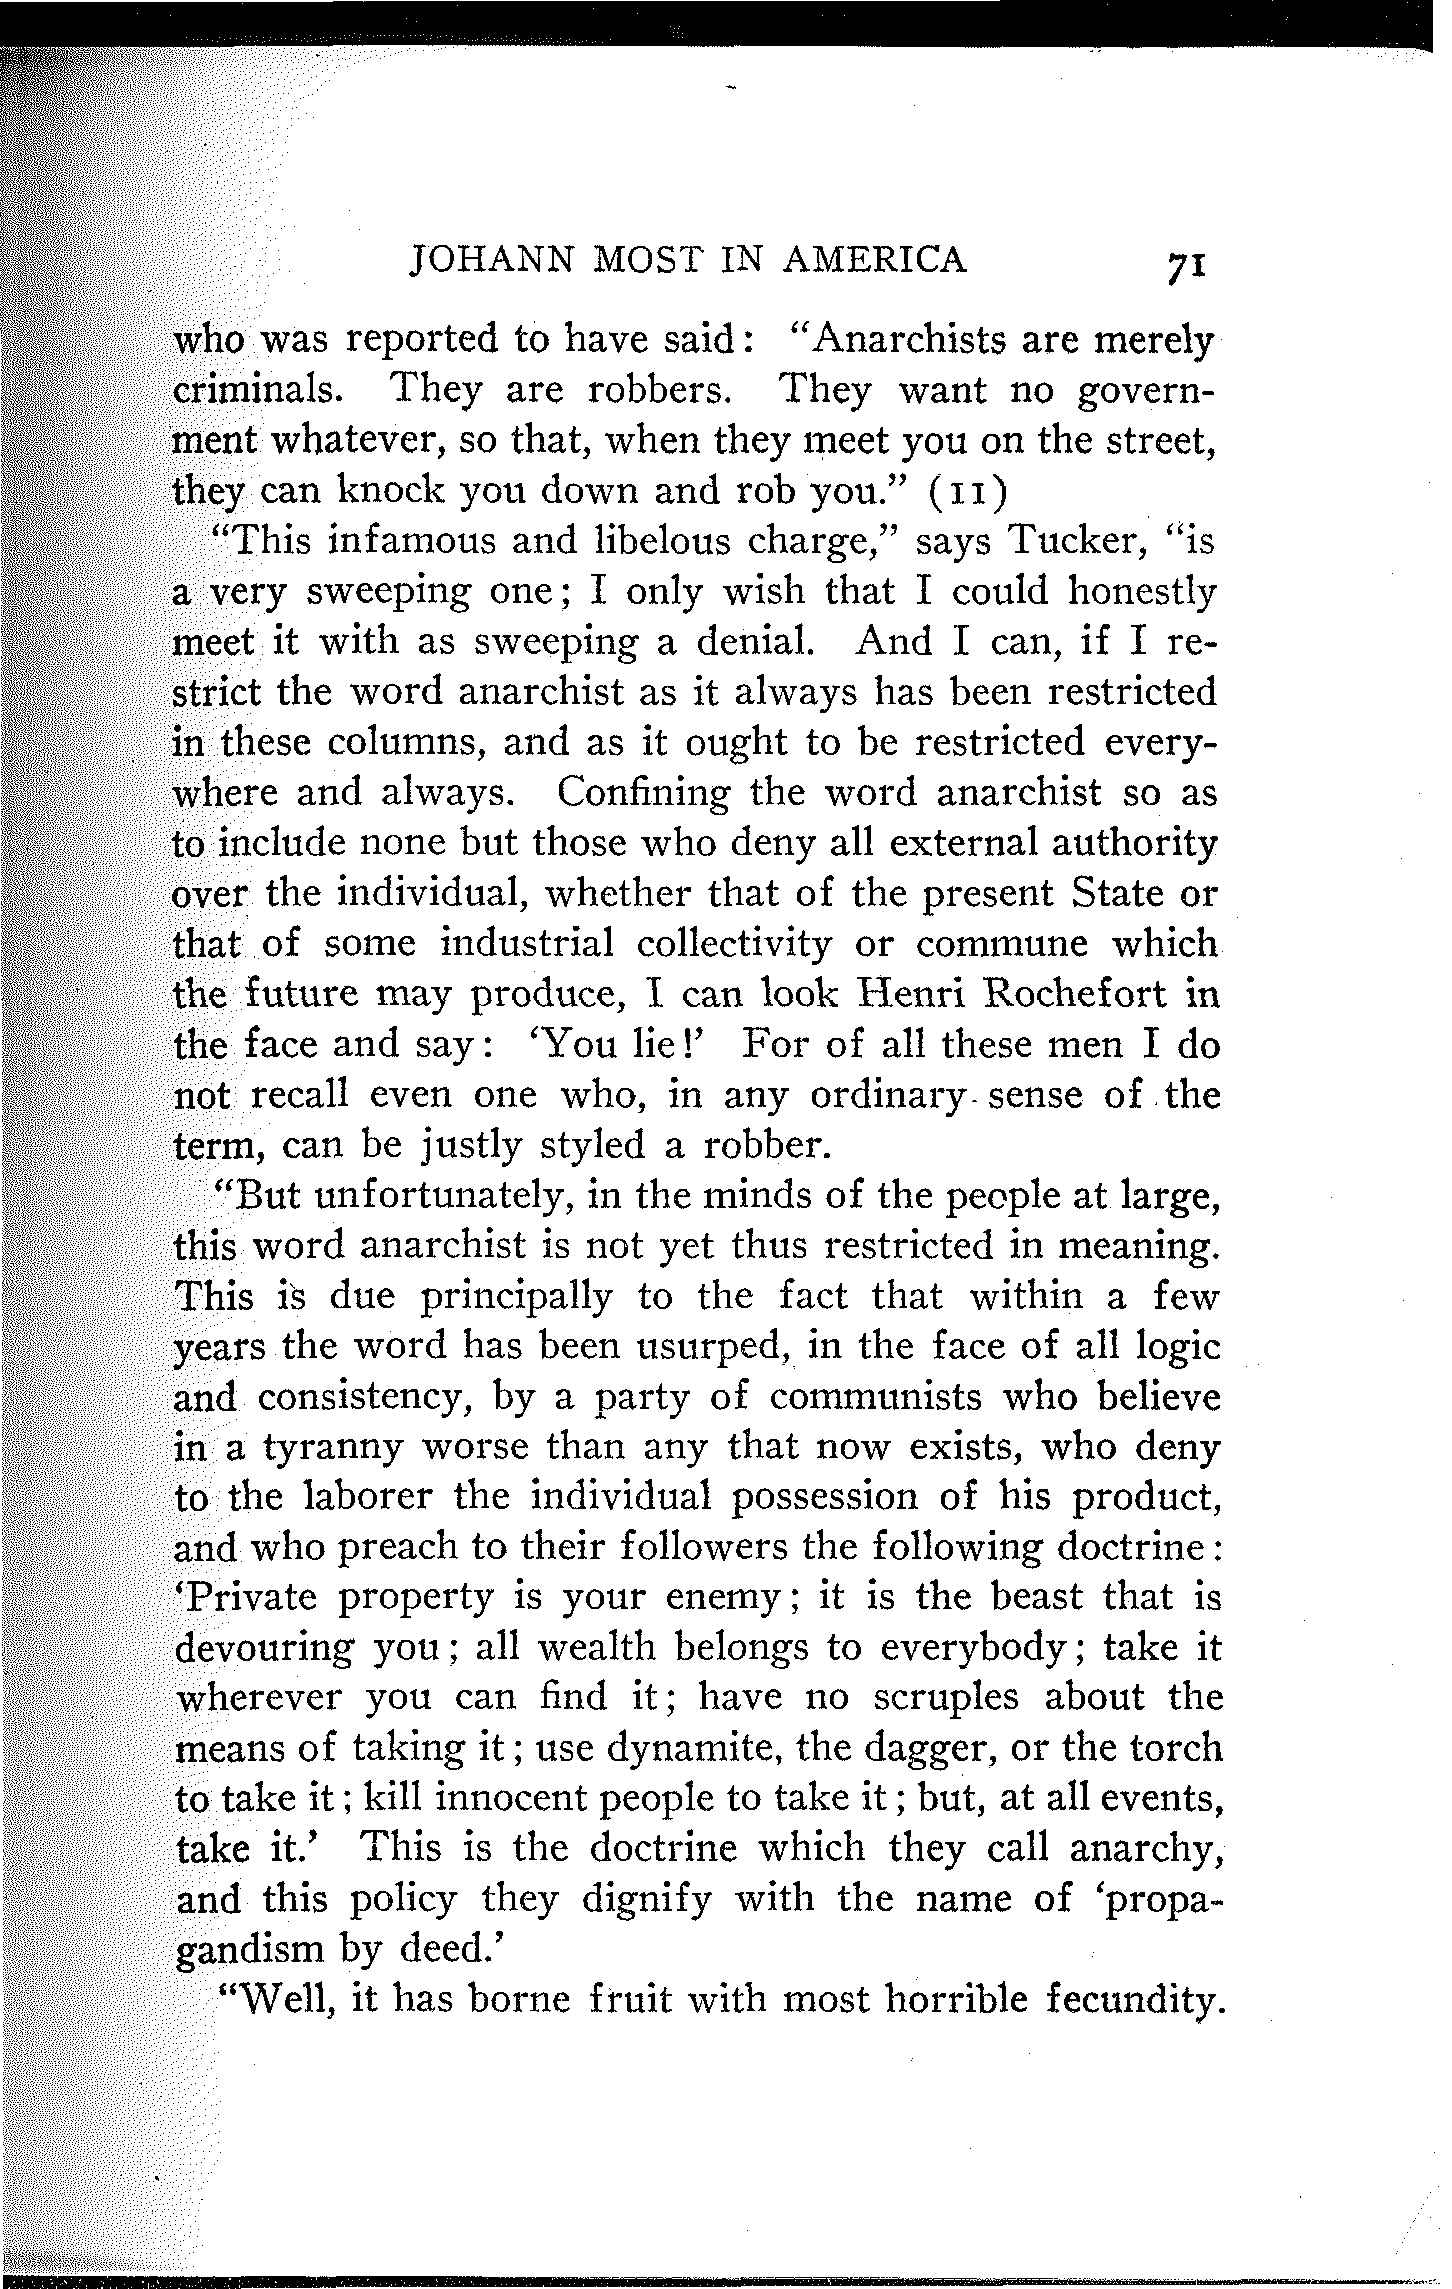 JOHANN MOST IN AMERICA 71
who was reported to have said: “Anarchists are merely
criminals. They are robbers. They want no govern-
ment whatever, so that, when they meet you on the street,
they can knock you down and rob you.” (11)
“This infamous and libelous charge,” says Tucker, “is
a very sweeping one; I only wish that I could honestly
meet it with as sweeping a denial. And I can, if I re-
strict the word anarchist as it always has been restricted
in these columns, and as it ought to be restricted every-
where and always. Confining the word anarchist so as
to include none but those who deny all external authority
over the individual, whether that of the present State or
that of some industrial collectivity or commune which
the future may produce, I can look Henri Rochefort in
the face and say: ‘You lie!’ For of all these men I do
not recall even one who, in any ordinary sense of the
term, can be justly styled a robber.
“But unfortunately, in the minds of the people at large,
this word anarchist is not yet thus restricted in meaning.
This is due principally to the fact that within a few
years the word has been usurped, in the face of all logic
and consistency, by a party of communists who believe
in a tyranny worse than any that now exists, who deny
to the laborer the individual possession of his product,
and who preach to their followers the following doctrine:
‘Private property is your enemy; it is the beast that is
devouring you; all wealth belongs to everybody; take it
wherever you can find it; have no scruples about the
means of taking it; use dynamite, the dagger, or the torch
to take it; kill innocent people to take it; but, at all events,
take it.’ This is the doctrine which they call anarchy,
and this policy they dignify with the name of ‘propa-
gandism by deed.’
“Well, it has borne fruit with most horrible fecundity.